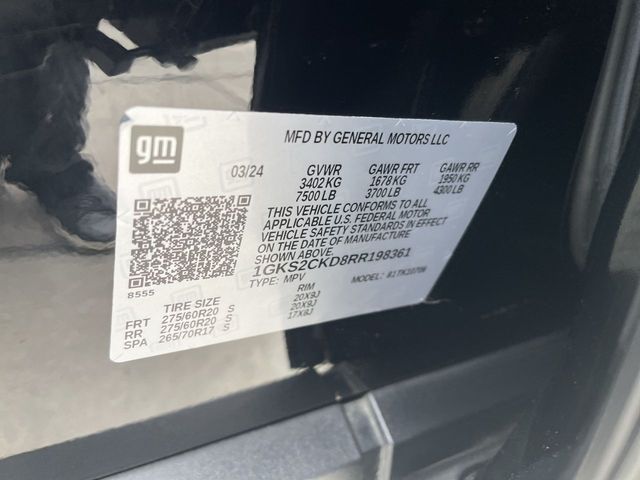 gm
MFD BY GENERAL MOTORS LLC
03/24 GVWR GAWR FRT GAWR RR
3402 KG 1678 KG 1950 KG
7500 LB 3700 LB 4300 LB
THIS VEHICLE CONFORMS TO ALL
APPLICABLE U.S. FEDERAL MOTOR
VEHICLE SAFETY STANDARDS IN EFFECT
ON THE DATE OF MANUFACTURE
SHOWN ABOVE.
1GKS2CKD8RR198361
8555 TYPE: MPV MODEL:
TIRE SIZE RIM
FRT 275/60R20 S 20X9J
RR 275/60R20 S 20X9J
SPA 265/70R17 S 17X8J